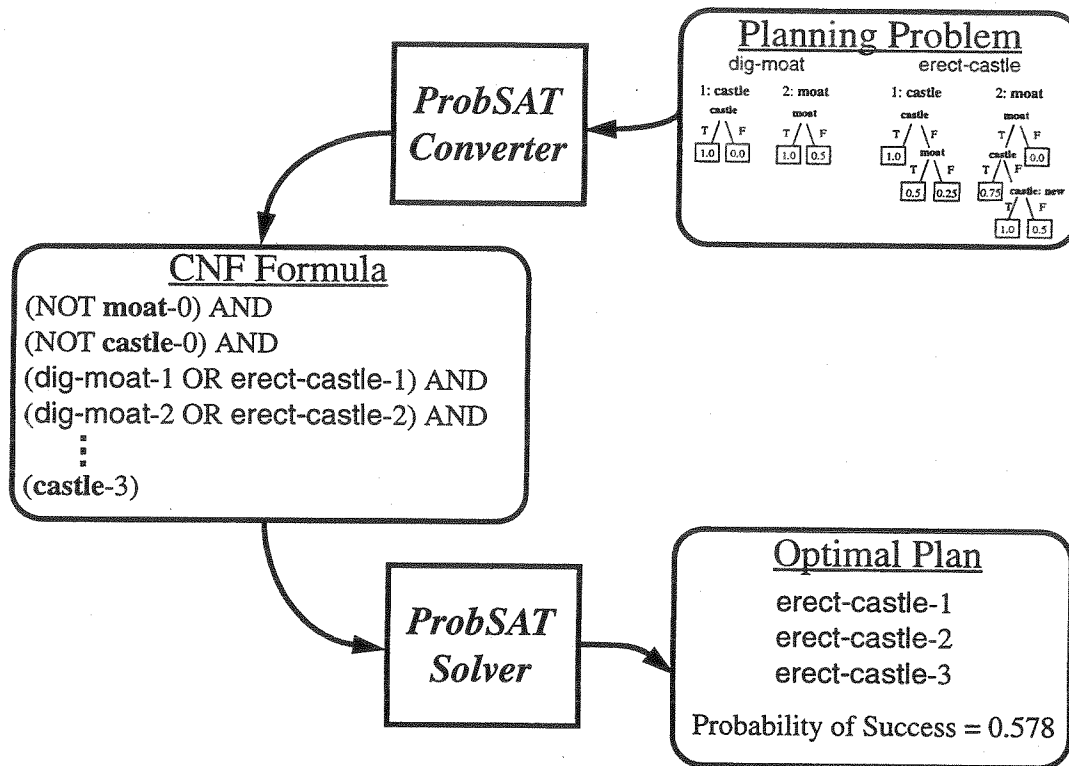 Planning Problem
dig-moat erect-castle
1: castle 2: moat 1: castle 2: moat
castle moat castle moat
T F T F T F T F
1.0 0.0 1.0 0.5 1.0 moat castle 0.0
T F T F
0.5 0.25 0.75 castle: new
T F
1.0 0.5
ProbSAT
Converter
CNF Formula
(NOT moat-0) AND
(NOT castle-0) AND
(dig-moat-1 OR erect-castle-1) AND
(dig-moat-2 OR erect-castle-2) AND
(castle-3)
ProbSAT
Solver
Optimal Plan
erect-castle-1
erect-castle-2
erect-castle-3
Probability of Success = 0.578